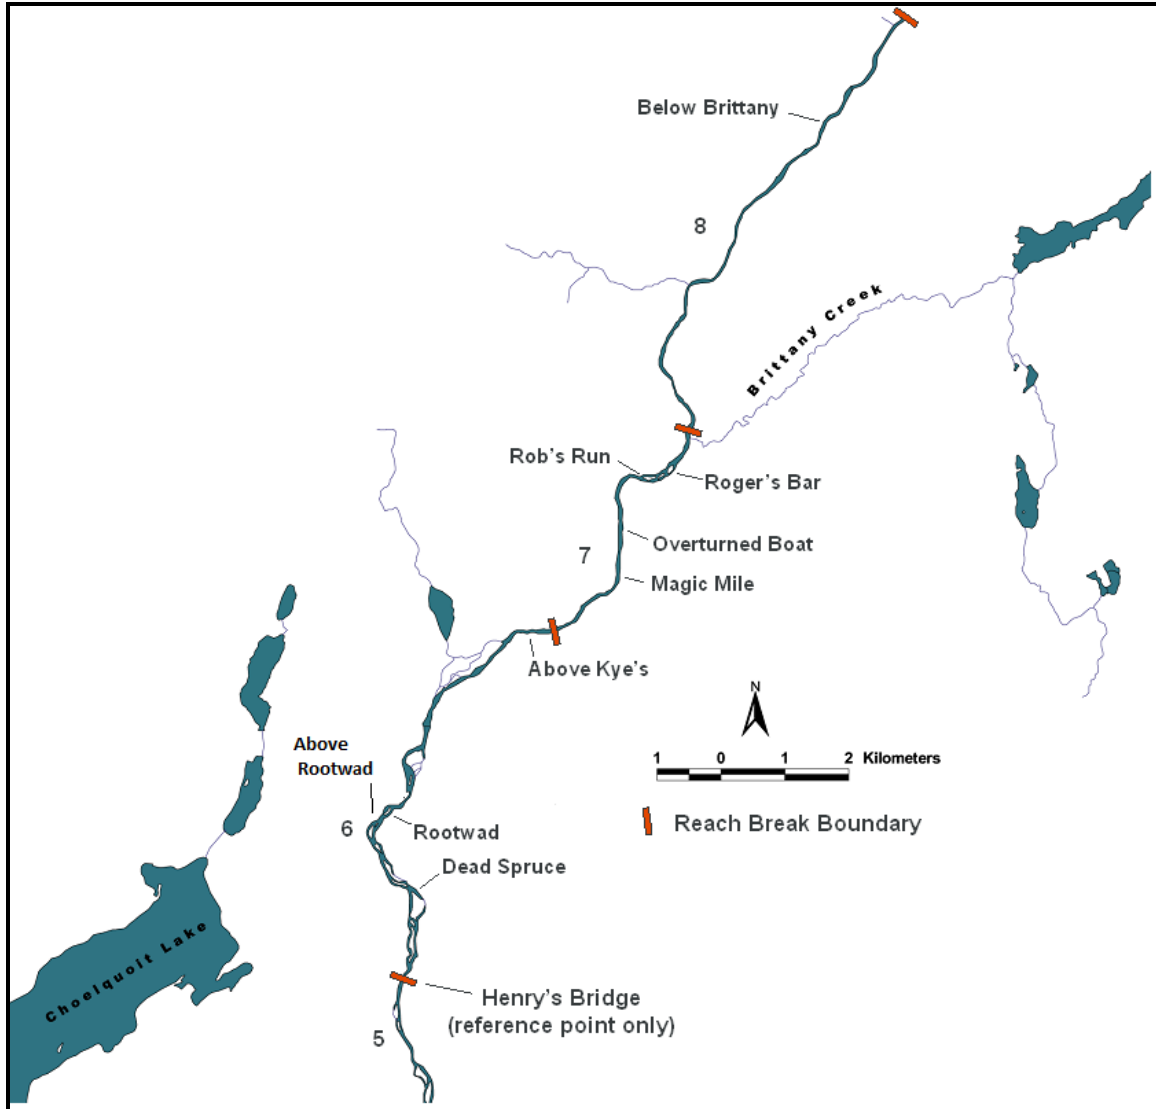 Below Brittany
8
Brittany Creek
Rob's Run
Roger's Bar
Overturned Boat
7
Magic Mile
Above Kye's
N
1 0 1 2 Kilometers
Above
Rootwad
Reach Break Boundary
6
Rootwad
Dead Spruce
Choelquoit Lake
Henry's Bridge
(reference point only)
5